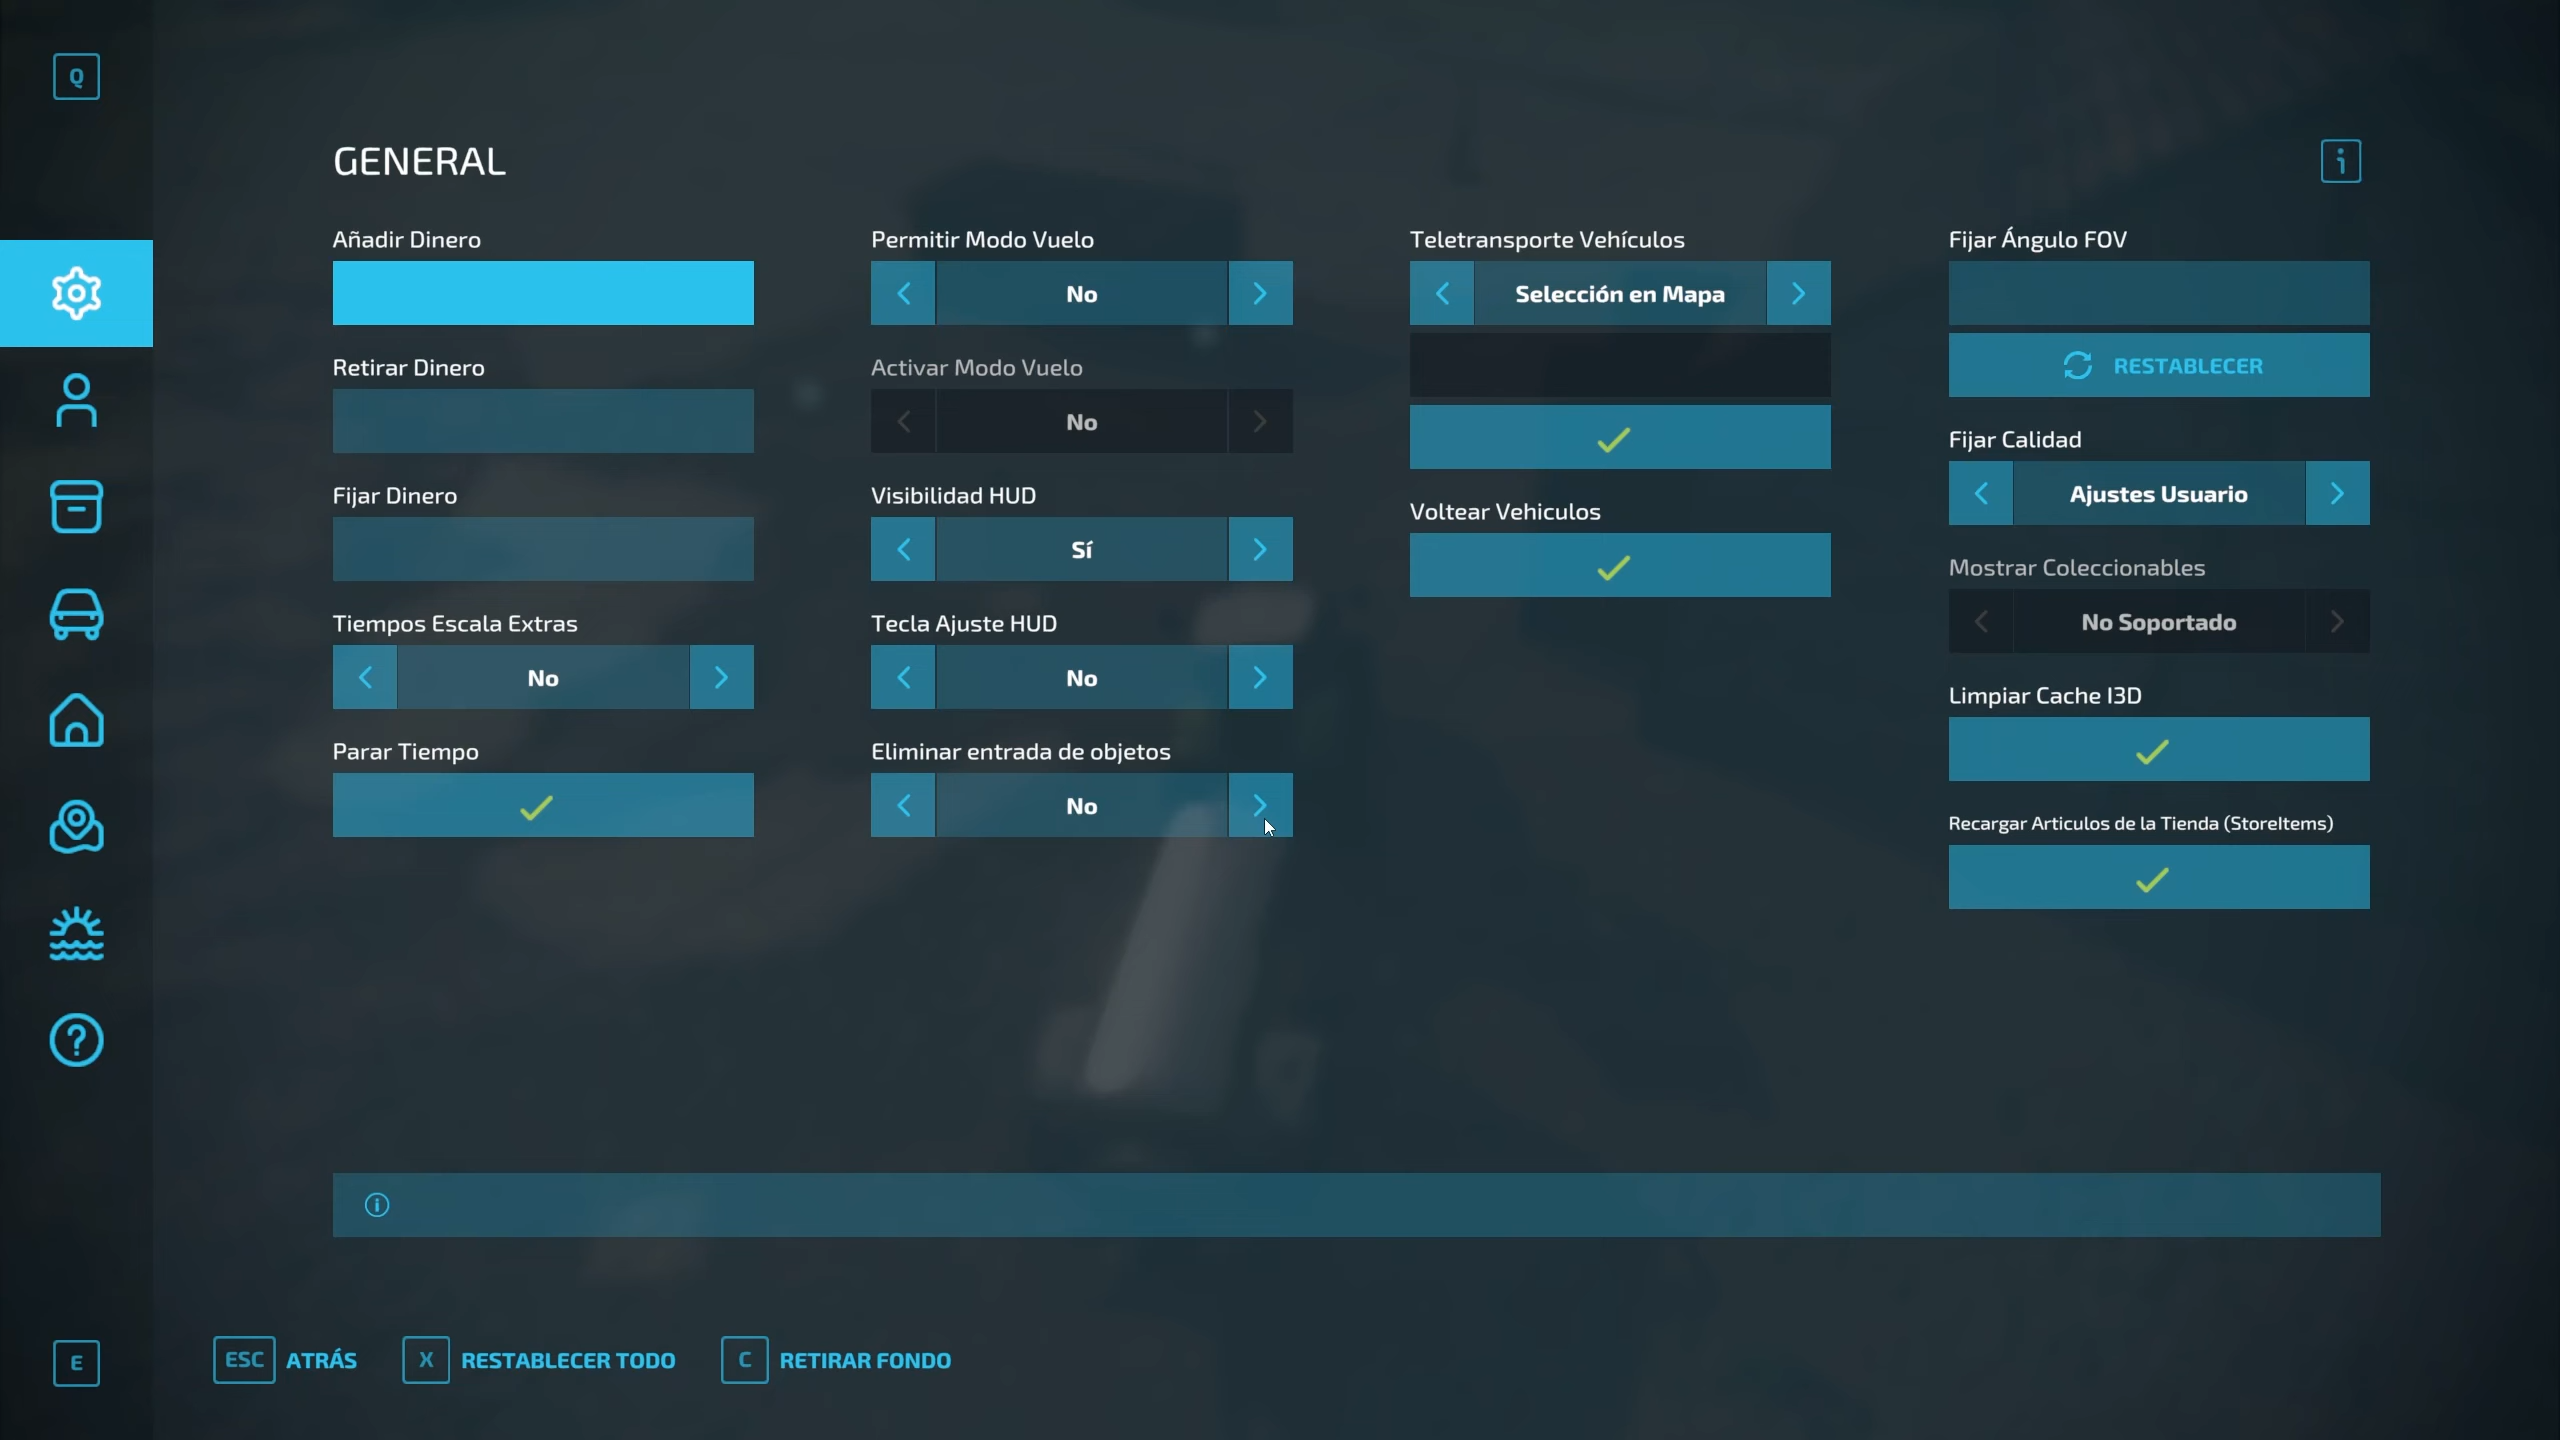 Q
GENERAL
Añadir Dinero
Retirar Dinero
Fijar Dinero
Tiempos Escala Extras
No
Parar Tiempo
Permitir Modo Vuelo
No
Activar Modo Vuelo
No
Visibilidad HUD
Sí
Tecla Ajuste HUD
No
Eliminar entrada de objetos
No
Teletransporte Vehículos
Selección en Mapa
Voltear Vehiculos
Fijar Ángulo FOV
RESTABLECER
Fijar Calidad
Ajustes Usuario
Mostrar Coleccionables
No Soportado
Limpiar Cache I3D
Recargar Articulos de la Tienda (StoreItems)
E
ESC ATRÁS
X RESTABLECER TODO
C RETIRAR FONDO